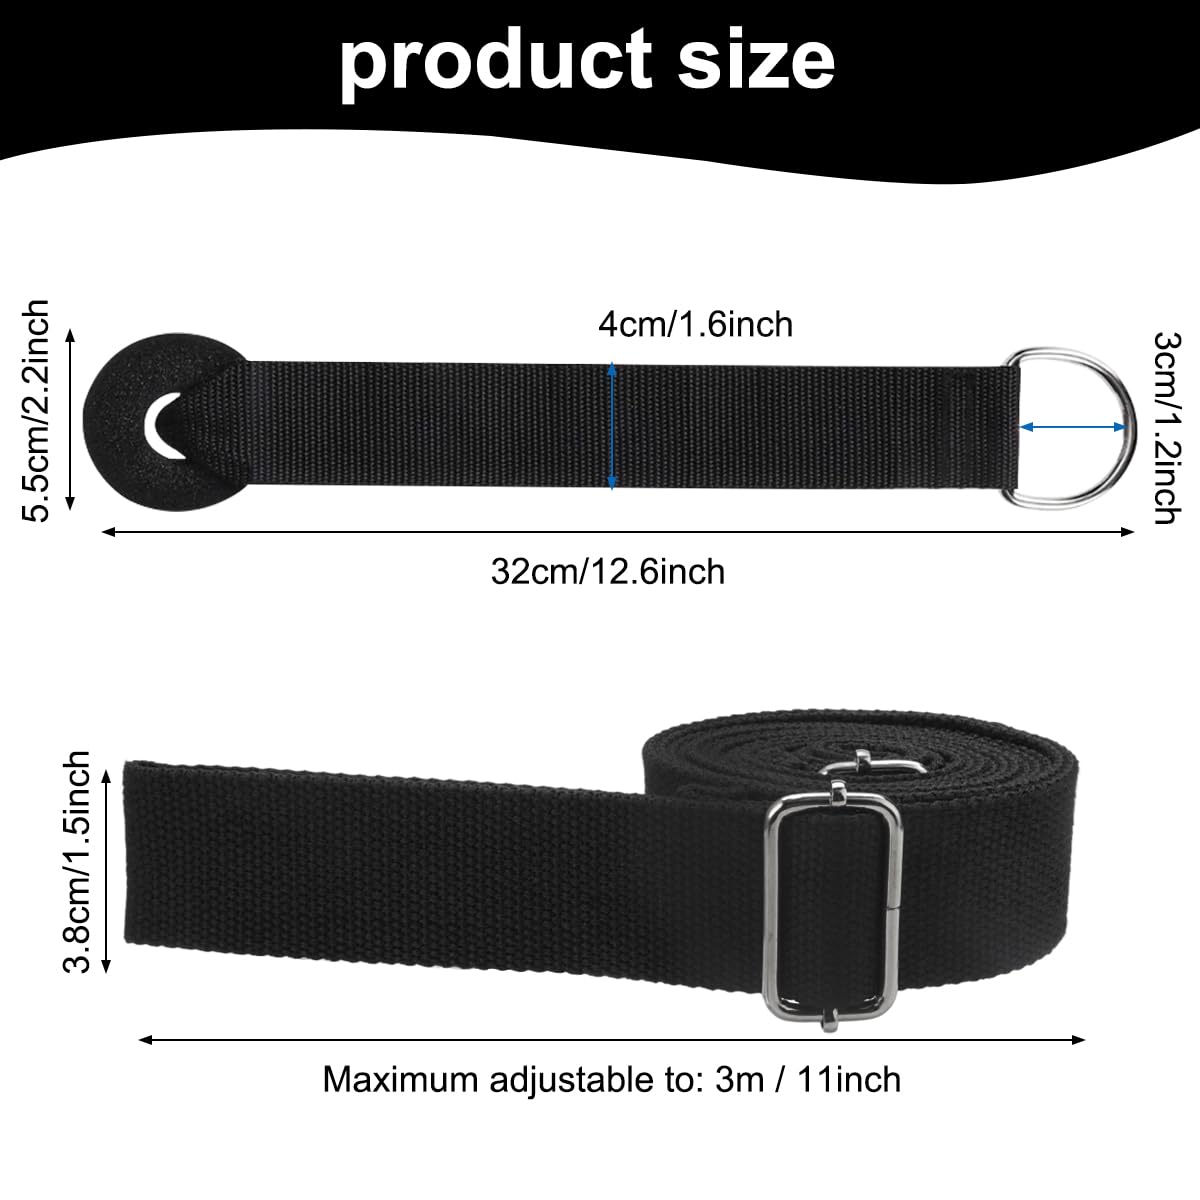 product size
4cm/1.6inch
5.5cm/2.2inch
3cm/1.2inch
32cm/12.6inch
3.8cm/1.5inch
Maximum adjustable to: 3m / 11inch